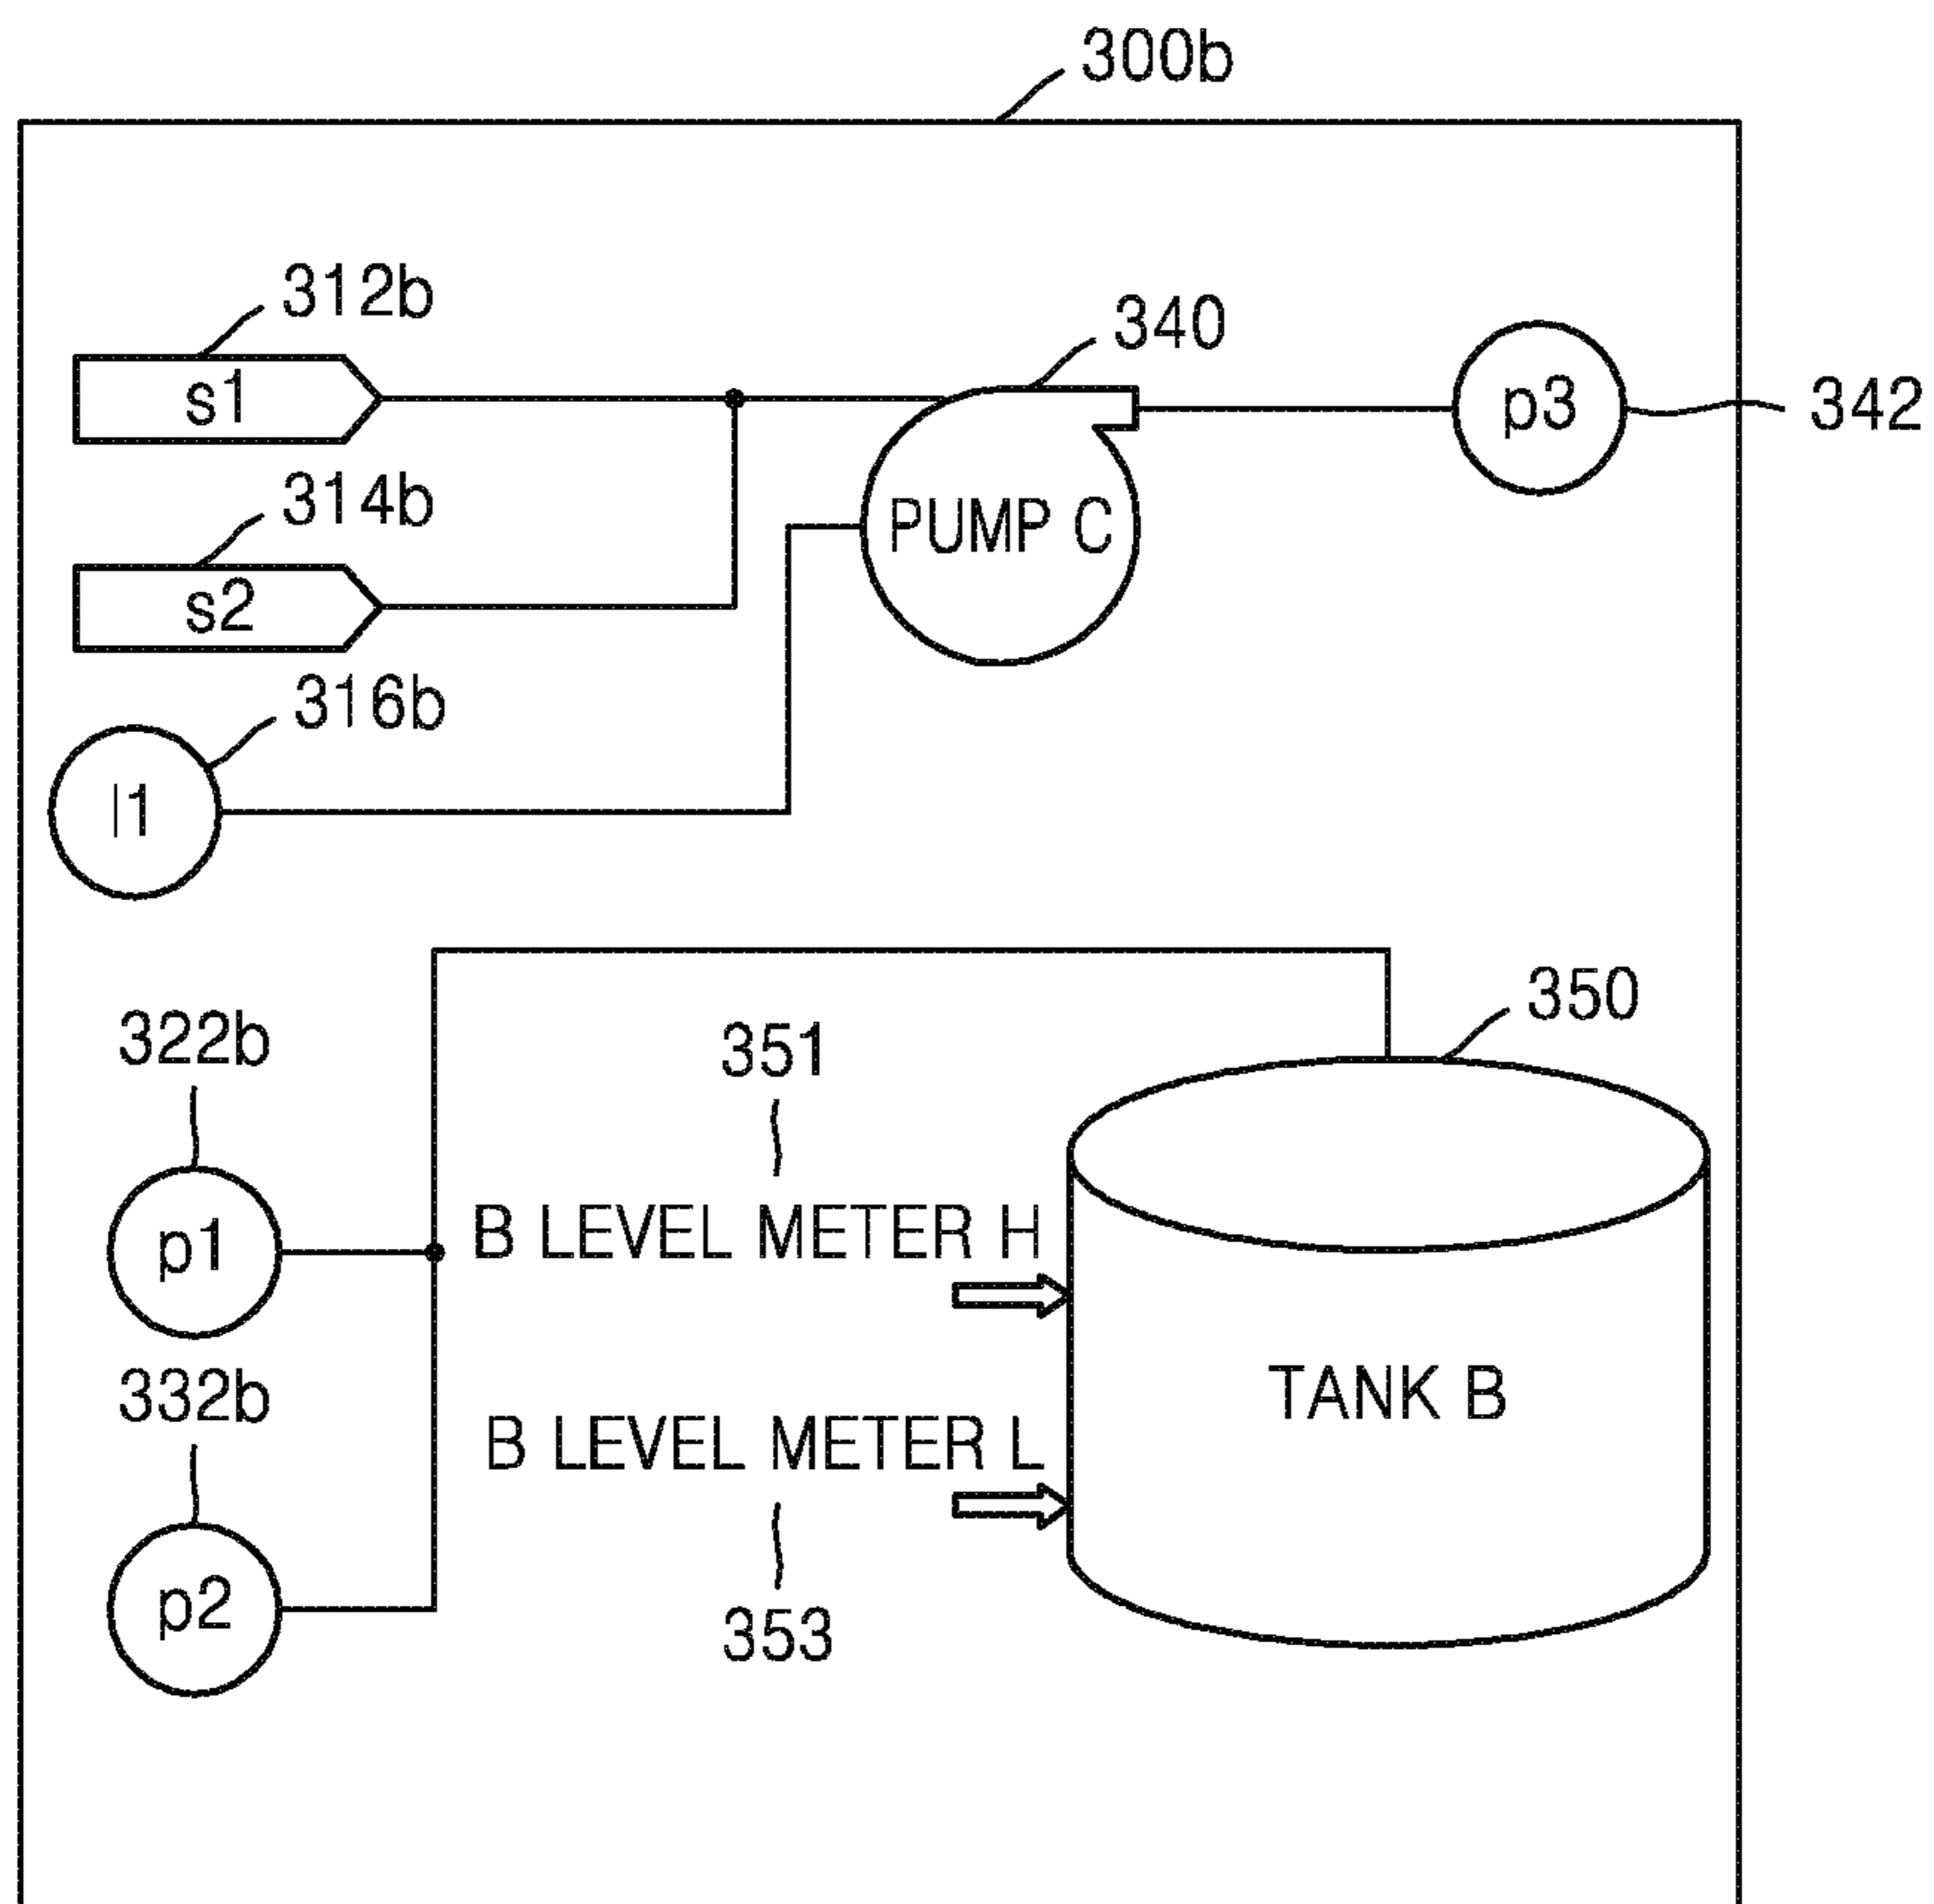 300b
312b
s1
340
p3
342
314b
s2
PUMP C
316b
l1
350
322b
351
p1
B LEVEL METER H
TANK B
332b
B LEVEL METER L
p2
353